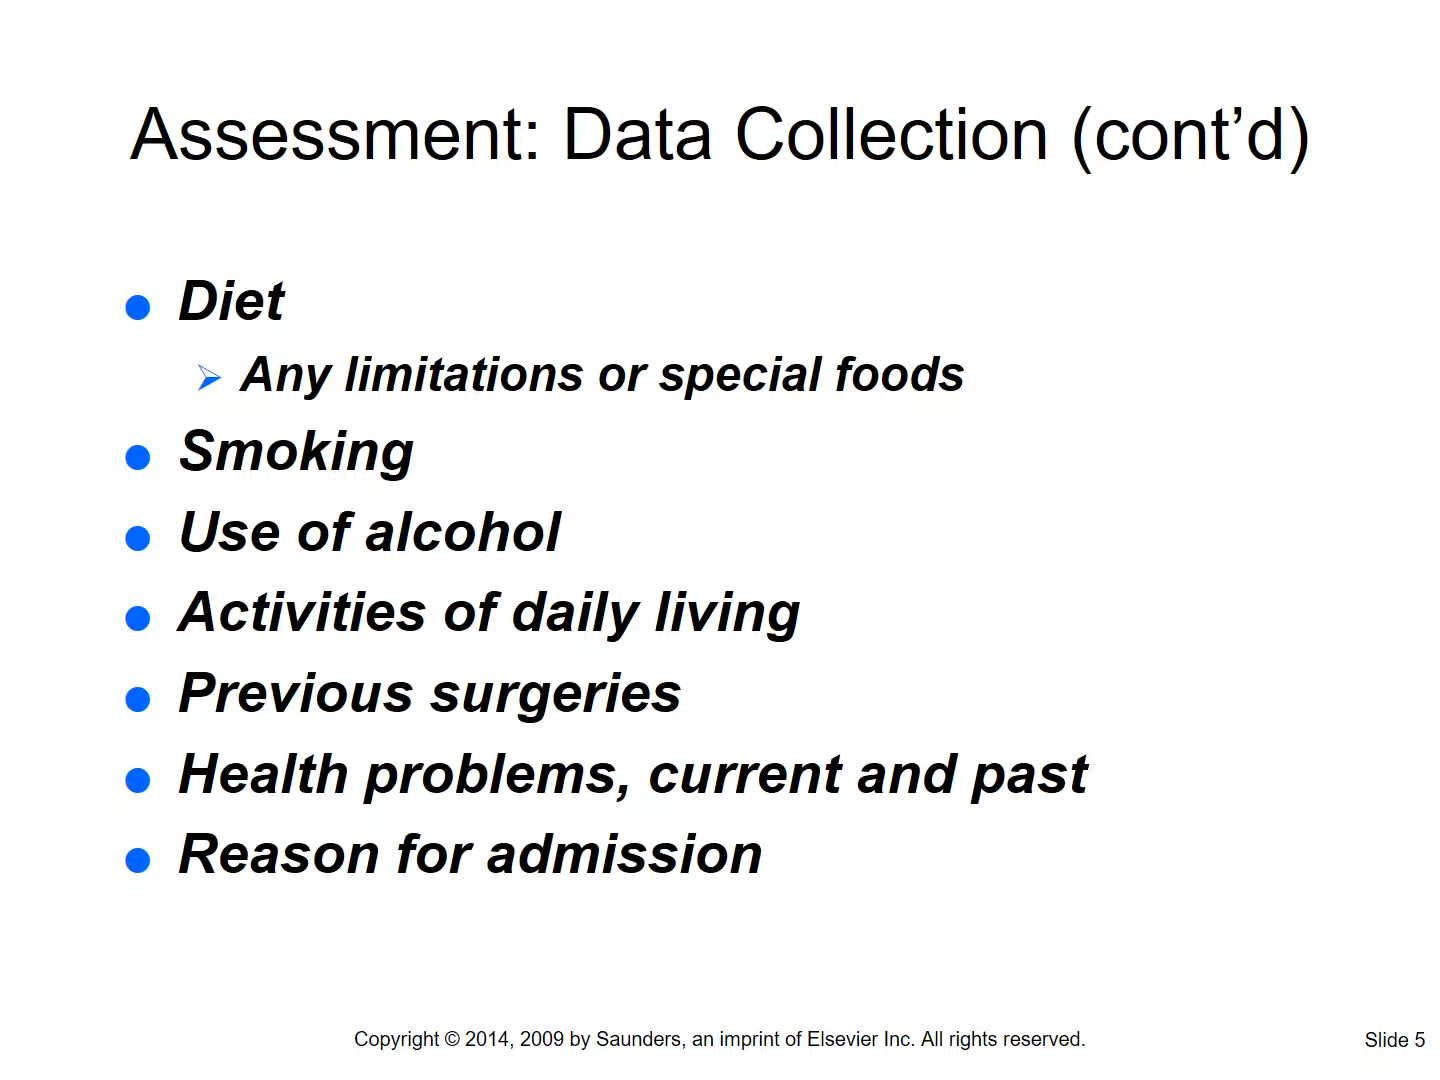 Assessment: Data Collection (cont’d)
Diet
Any limitations or special foods
Smoking
Use of alcohol
Activities of daily living
Previous surgeries
Health problems, current and past
Reason for admission
Copyright © 2014, 2009 by Saunders, an imprint of Elsevier Inc. All rights reserved.
Slide 5